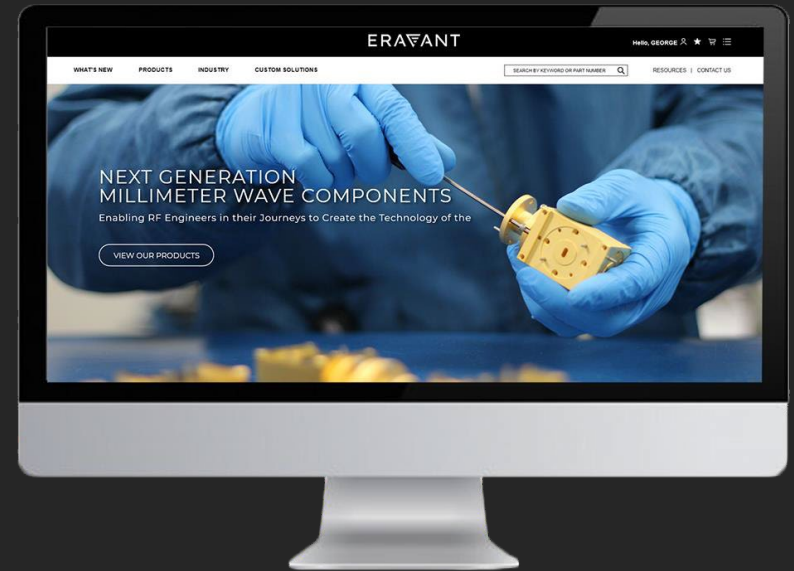 ERAVANT
Hello, GEORGE
WHAT'S NEW PRODUCTS INDUSTRY CUSTOM SOLUTIONS
SEARCH BY KEYWORD OR PART NUMBER
RESOURCES | CONTACT US
NEXT GENERATION
MILLIMETER WAVE COMPONENTS
Enabling RF Engineers in their Journeys to Create the Technology of the
VIEW OUR PRODUCTS